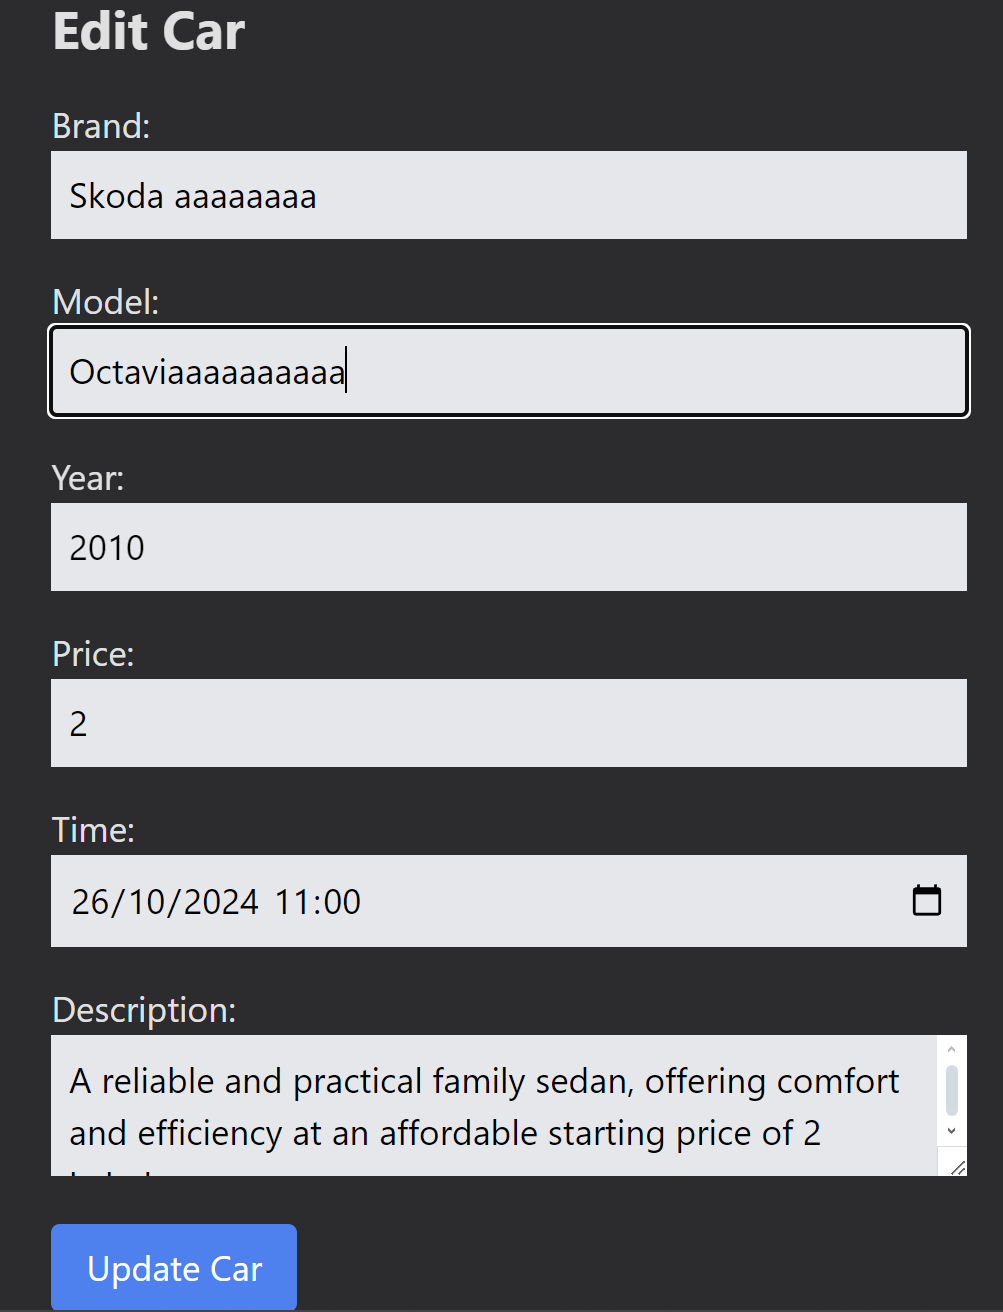 Edit Car
Brand:
Skoda aaaaaaaa
Model:
Octaviaaaaaaaaaa
Year:
2010
Price:
2
Time:
26/10/2024 11:00
Description:
A reliable and practical family sedan, offering comfort
and efficiency at an affordable starting price of 2
Update Car